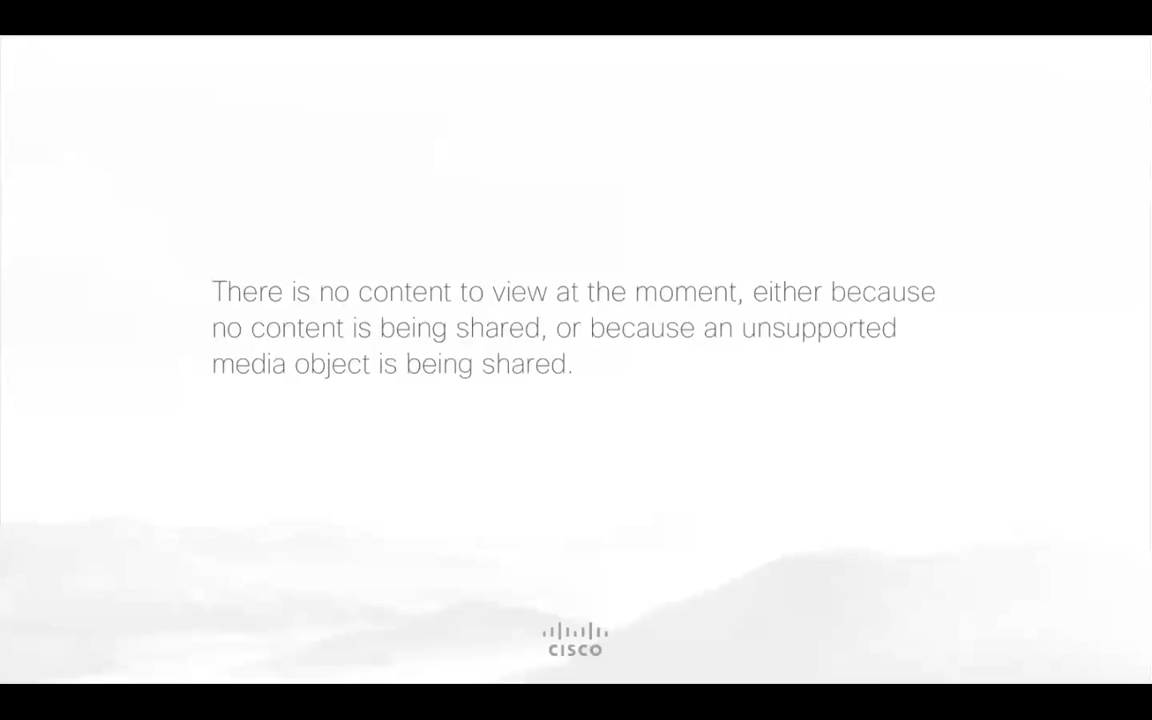 There is no content to view at the moment, either because
no content is being shared, or because an unsupported
media object is being shared.
CISCO